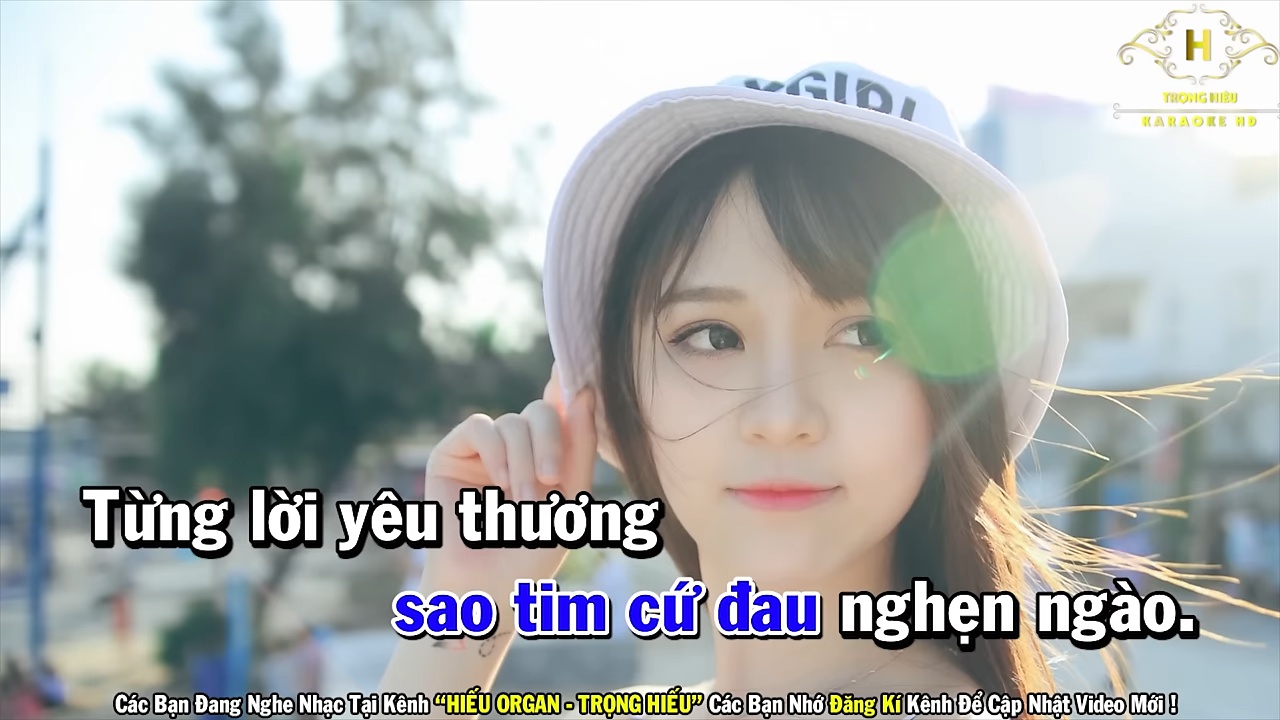 XGIRL
H
TRỌNG HIẾU
KARAOKE HD
Từng lời yêu thương
sao tim cứ đau nghẹn ngào.
Các Bạn Đang Nghe Nhạc Tại Kênh “HIẾU ORGAN - TRỌNG HIẾU” Các Bạn Nhớ Đăng Kí Kênh Để Cập Nhật Video Mới !